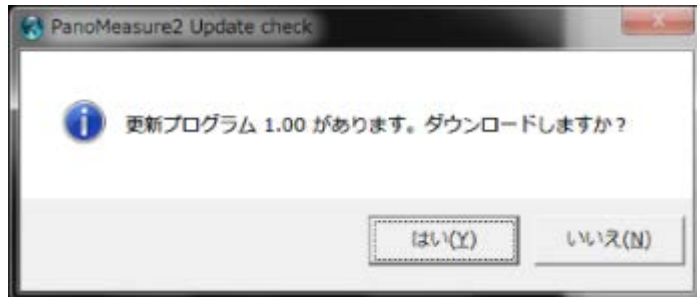 PanoMeasure2 Update check
更新プログラム 1.00 があります。ダウンロードしますか？
はい(Y)
いいえ(N)